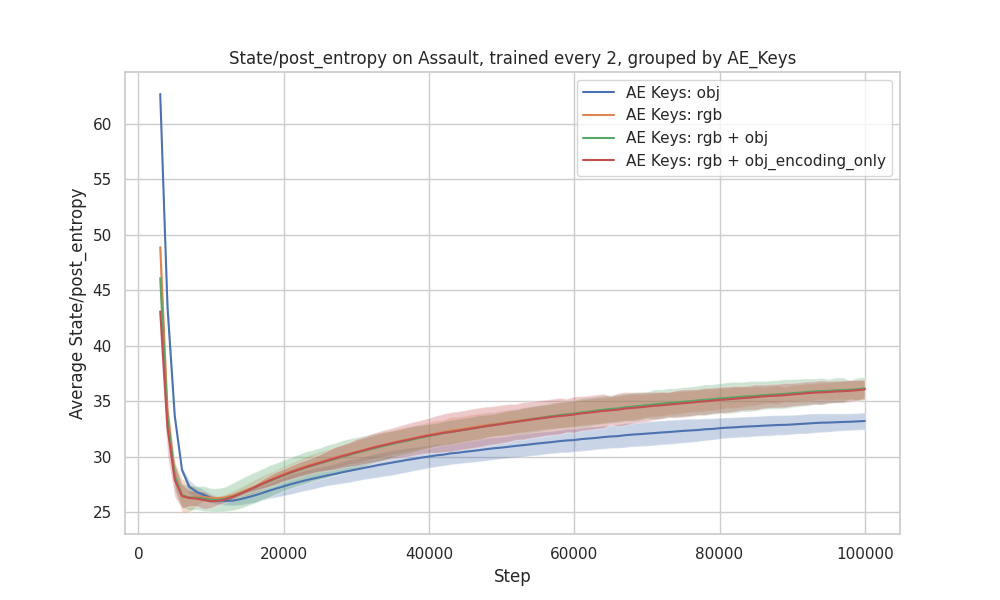 State/post_entropy on Assault, trained every 2, grouped by AE_Keys
AE Keys: obj
AE Keys: rgb
AE Keys: rgb + obj
AE Keys: rgb + obj_encoding_only
Average State/post_entropy
60
55
50
45
40
35
30
25
0
20000
40000
60000
80000
100000
Step